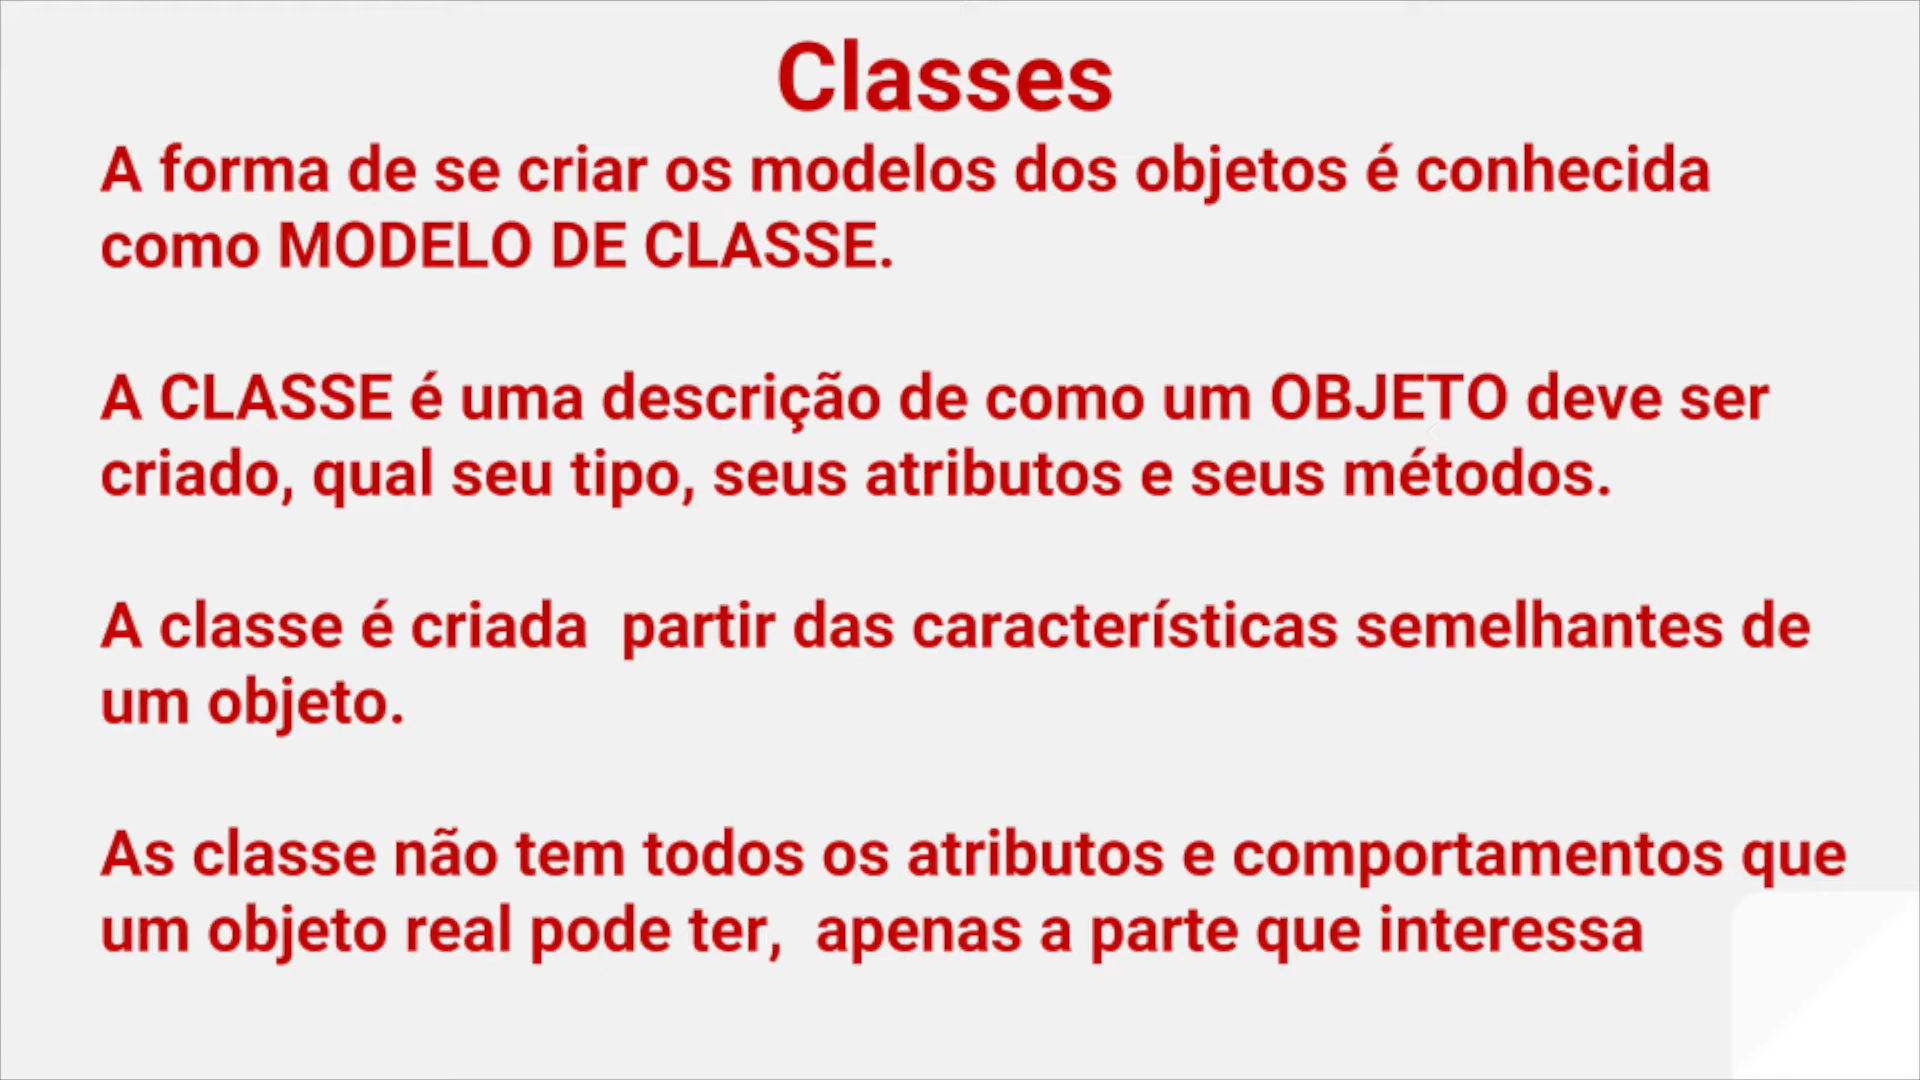 Classes
A forma de se criar os modelos dos objetos é conhecida
como MODELO DE CLASSE.
A CLASSE é uma descrição de como um OBJETO deve ser
criado, qual seu tipo, seus atributos e seus métodos.
A classe é criada  partir das características semelhantes de
um objeto.
As classe não tem todos os atributos e comportamentos que
um objeto real pode ter,  apenas a parte que interessa